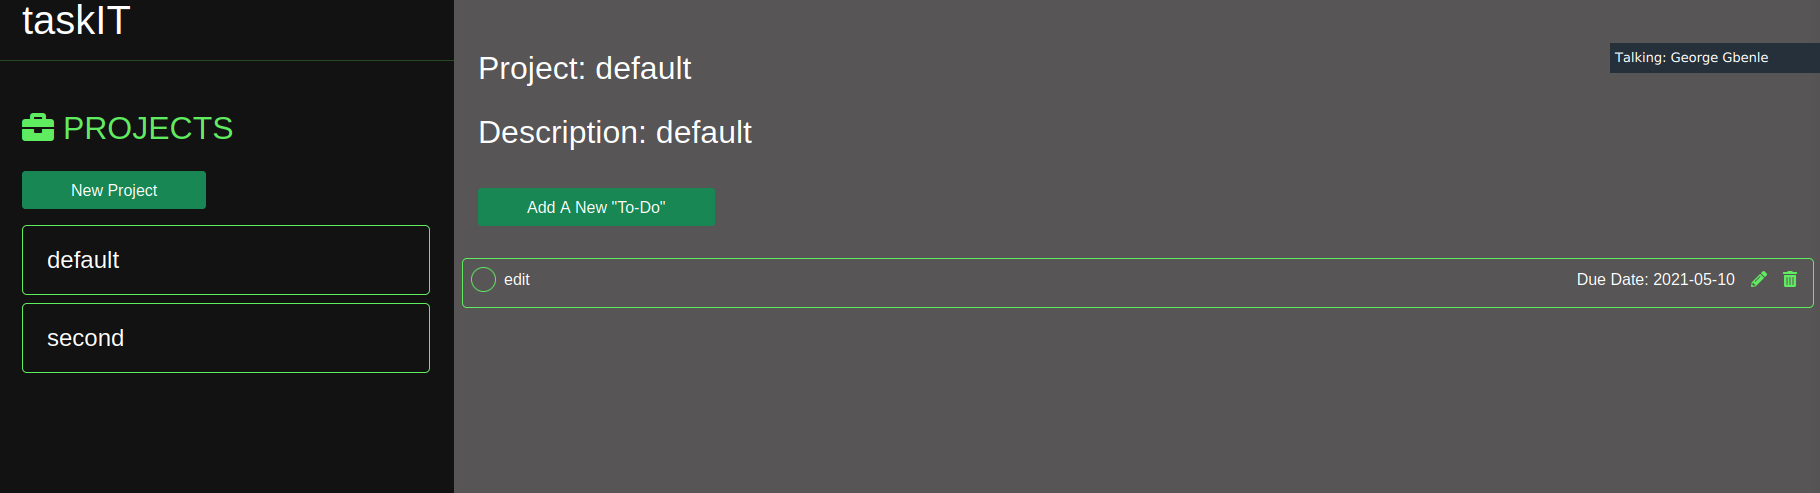 taskIT
PROJECTS
New Project
default
second
Project: default
Description: default
Add A New "To-Do"
edit
Due Date: 2021-05-10
Talking: George Gbenle